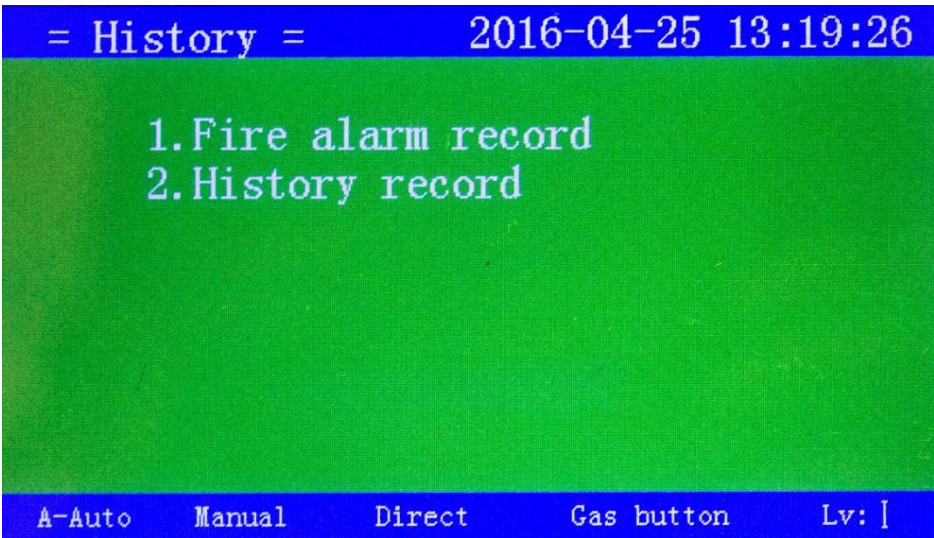 = History = 2016-04-25 13:19:26
1.Fire alarm record
2.History record
A-Auto Manual Direct Gas button Lv:I